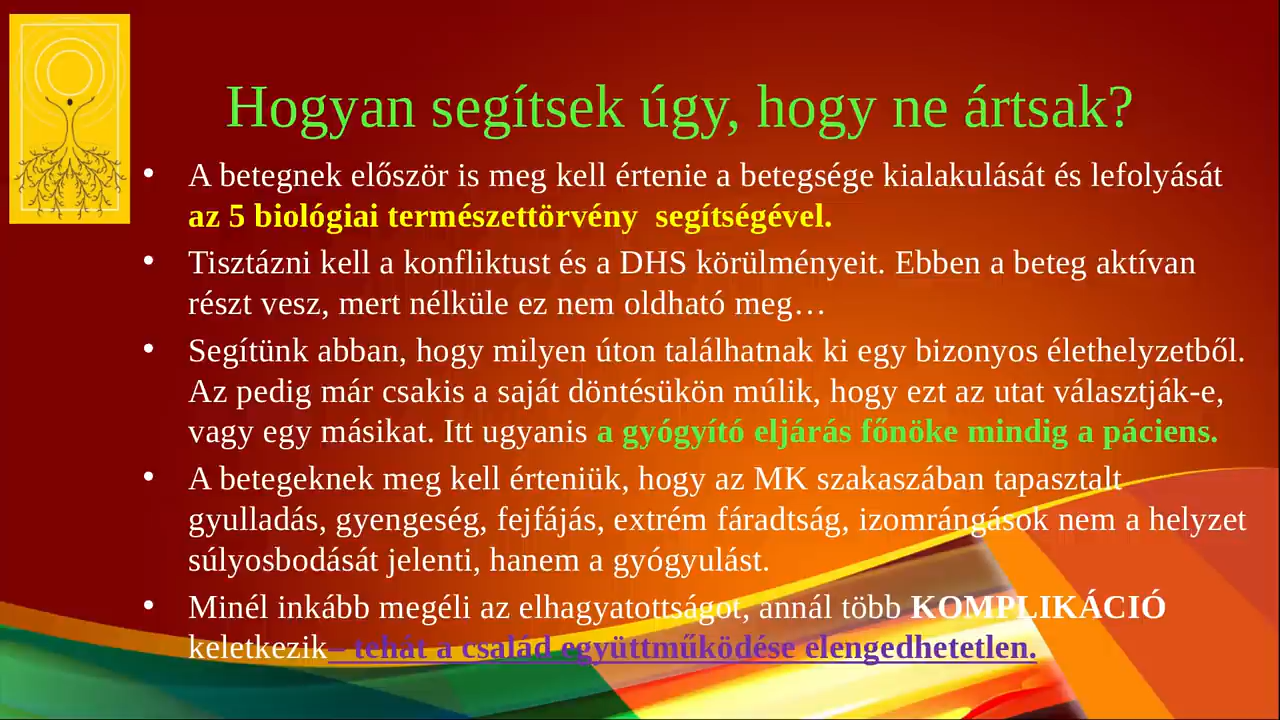 Hogyan segítsek úgy, hogy ne ártsak?
• A betegnek először is meg kell értenie a betegsége kialakulását és lefolyását
az 5 biológiai természettörvény  segítségével.
• Tisztázni kell a konfliktust és a DHS körülményeit. Ebben a beteg aktívan
részt vesz, mert nélküle ez nem oldható meg…
• Segítünk abban, hogy milyen úton találhatnak ki egy bizonyos élethelyzetből.
Az pedig már csakis a saját döntésükön múlik, hogy ezt az utat választják-e,
vagy egy másikat. Itt ugyanis a gyógyító eljárás főnöke mindig a páciens.
• A betegeknek meg kell érteniük, hogy az MK szakaszában tapasztalt
gyulladás, gyengeség, fejfájás, extrém fáradtság, izomrángások nem a helyzet
súlyosbodását jelenti, hanem a gyógyulást.
• Minél inkább megéli az elhagyatottságot, annál több KOMPLIKÁCIÓ
keletkezik– tehát a család együttműködése elengedhetetlen.